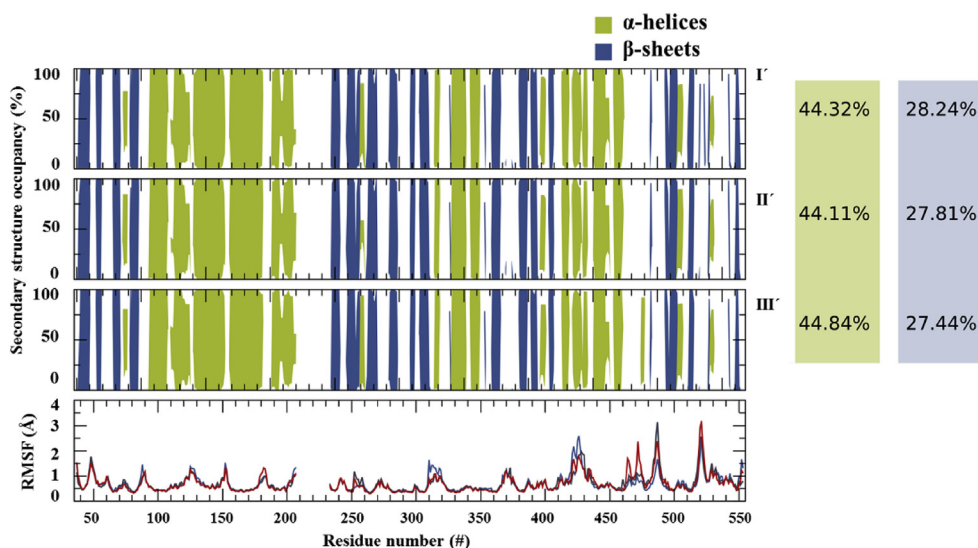 α-helices
β-sheets
Secondary structure occupancy (%)
100
50
0
I´
44.32%
28.24%
100
50
0
II´
44.11%
27.81%
100
50
0
III´
44.84%
27.44%
RMSF (Å)
4
3
2
1
0
50 100 150 200 250 300 350 400 450 500 550
Residue number (#)